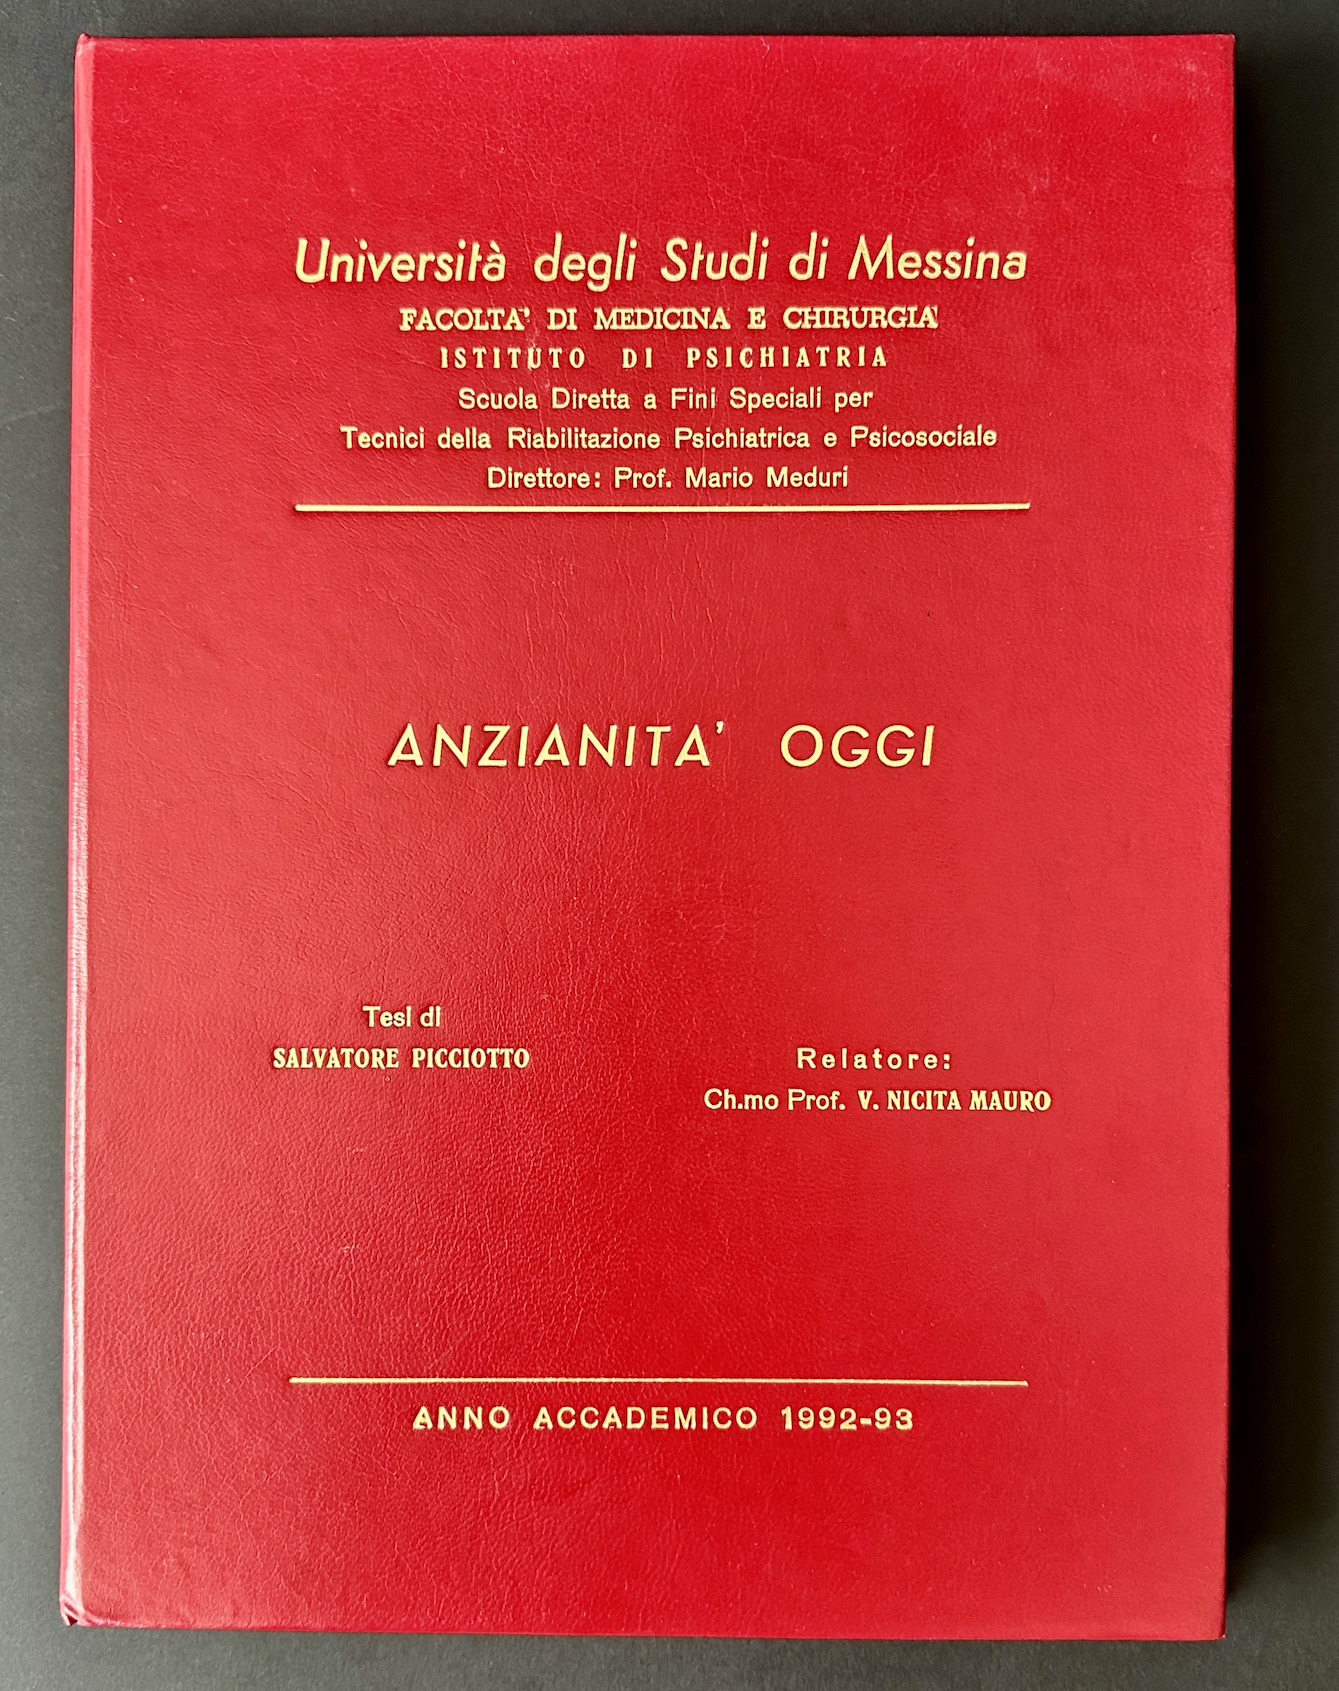 Università degli Studi di Messina
FACOLTA' DI MEDICINA E CHIRURGIA
ISTITUTO DI PSICHIATRIA
Scuola Diretta a Fini Speciali per
Tecnici della Riabilitazione Psichiatrica e Psicosociale
Direttore: Prof. Mario Meduri
ANZIANITA' OGGI
Tesi di
SALVATORE PICCIOTTO
Relatore:
Ch.mo Prof. V. NICITA MAURO
ANNO ACCADEMICO 1992-93